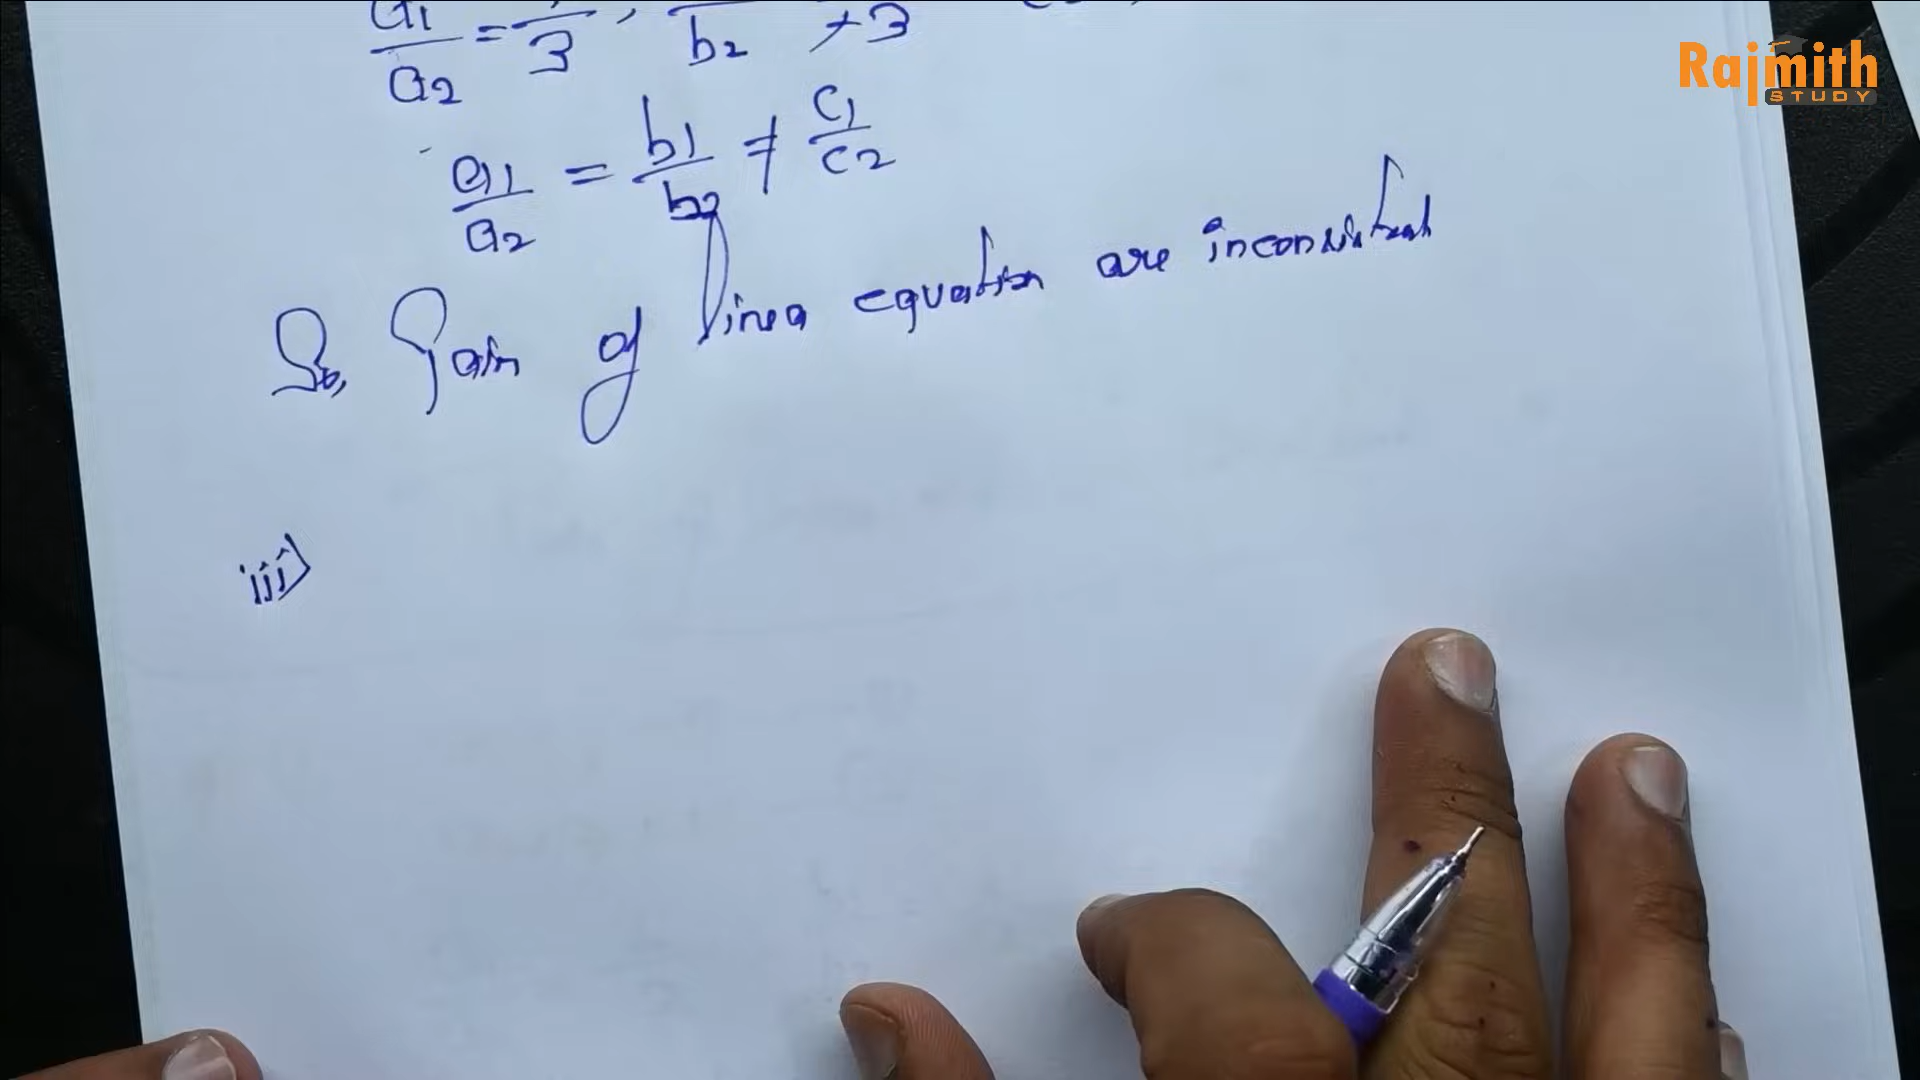 a1/a2 = /3, /b2 ≠ 3
a1/a2 = b1/b2 ≠ c1/c2
So, Pair of linea equation are inconsistent
iii)
Rajmith
STUDY